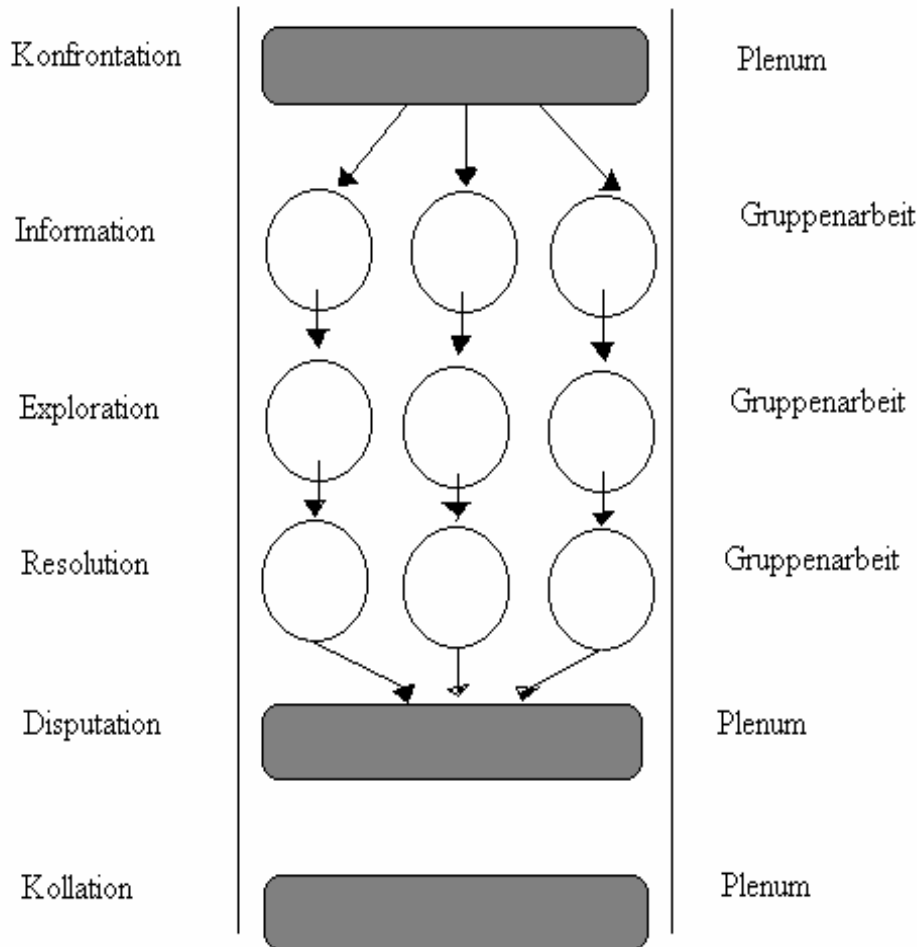 Konfrontation
Plenum
Information
Gruppenarbeit
Exploration
Gruppenarbeit
Resolution
Gruppenarbeit
Disputation
Plenum
Kollation
Plenum